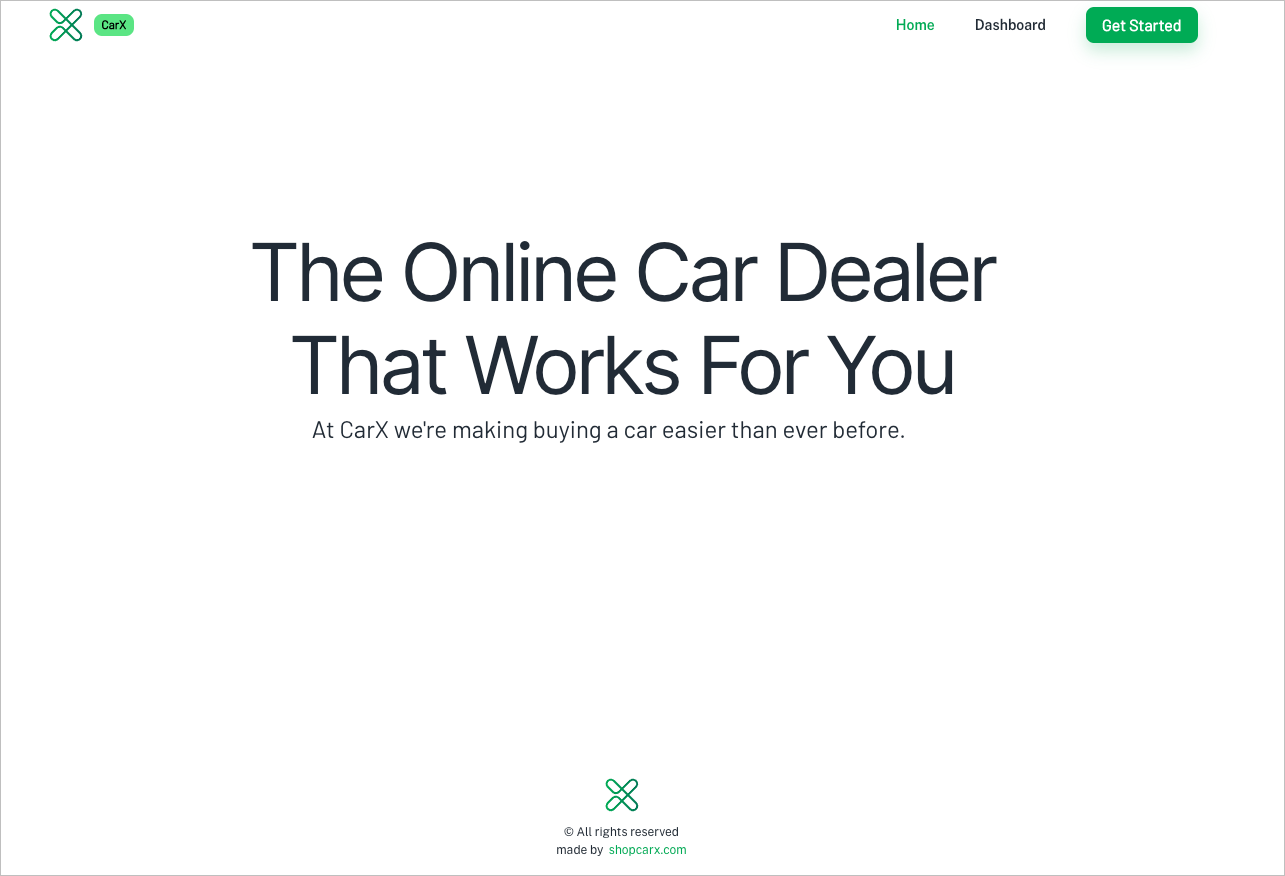 CarX
Home Dashboard Get Started
The Online Car Dealer
That Works For You
At CarX we're making buying a car easier than ever before.
© All rights reserved
made by shopcarx.com